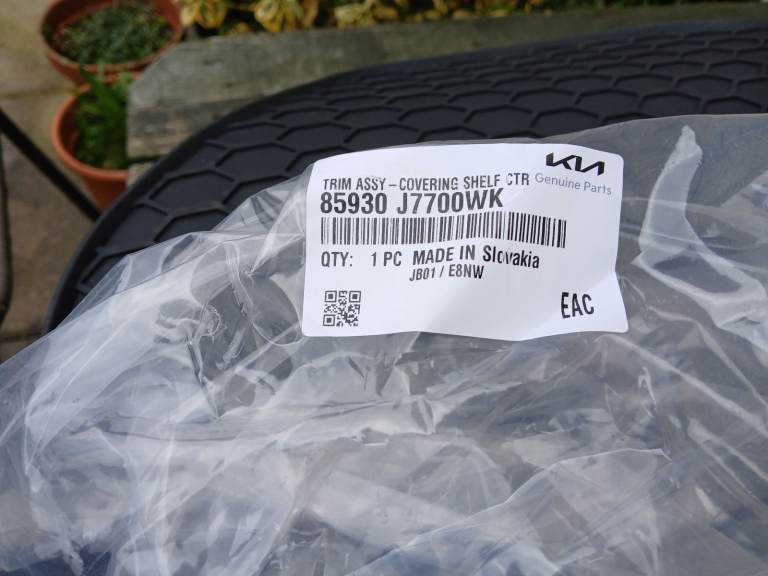 KIA
TRIM ASSY-COVERING SHELF CTR Genuine Parts
85930 J7700WK
QTY: 1 PC MADE IN Slovakia
JB01 / E8NW
EAC